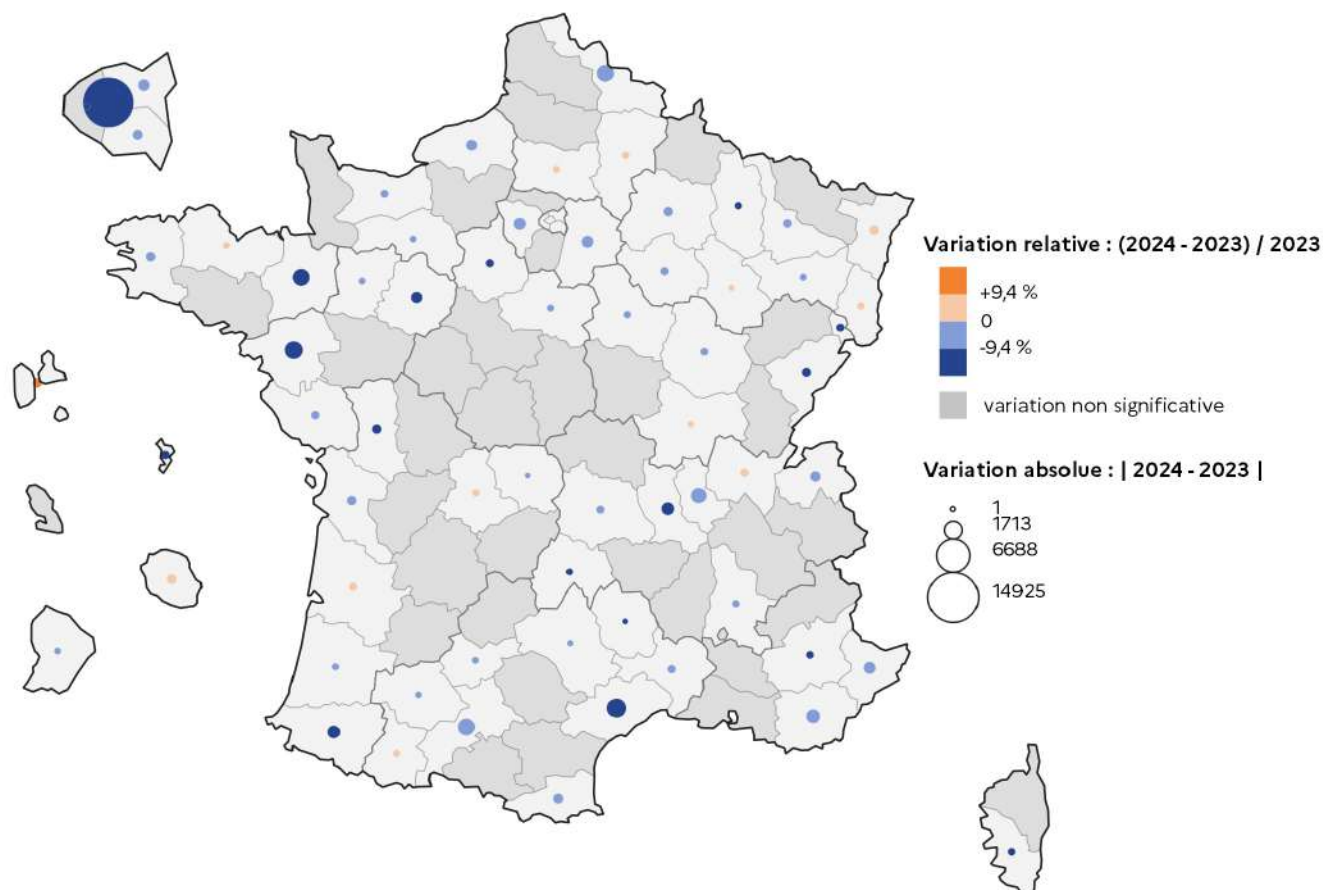 Variation relative : (2024 - 2023) / 2023
+9,4 %
0
-9,4 %
variation non significative
Variation absolue : | 2024 - 2023 |
1
1713
6688
14925